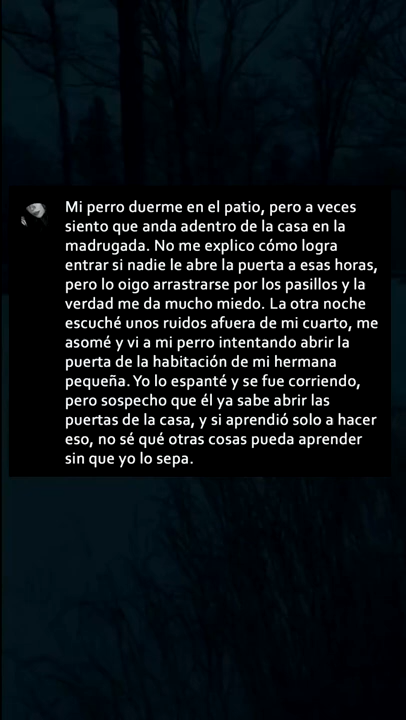 Mi perro duerme en el patio, pero a veces
siento que anda adentro de la casa en la
madrugada. No me explico cómo logra
entrar si nadie le abre la puerta a esas horas,
pero lo oigo arrastrarse por los pasillos y la
verdad me da mucho miedo. La otra noche
escuché unos ruidos afuera de mi cuarto, me
asomé y vi a mi perro intentando abrir la
puerta de la habitación de mi hermana
pequeña. Yo lo espanté y se fue corriendo,
pero sospecho que él ya sabe abrir las
puertas de la casa, y si aprendió solo a hacer
eso, no sé qué otras cosas pueda aprender
sin que yo lo sepa.